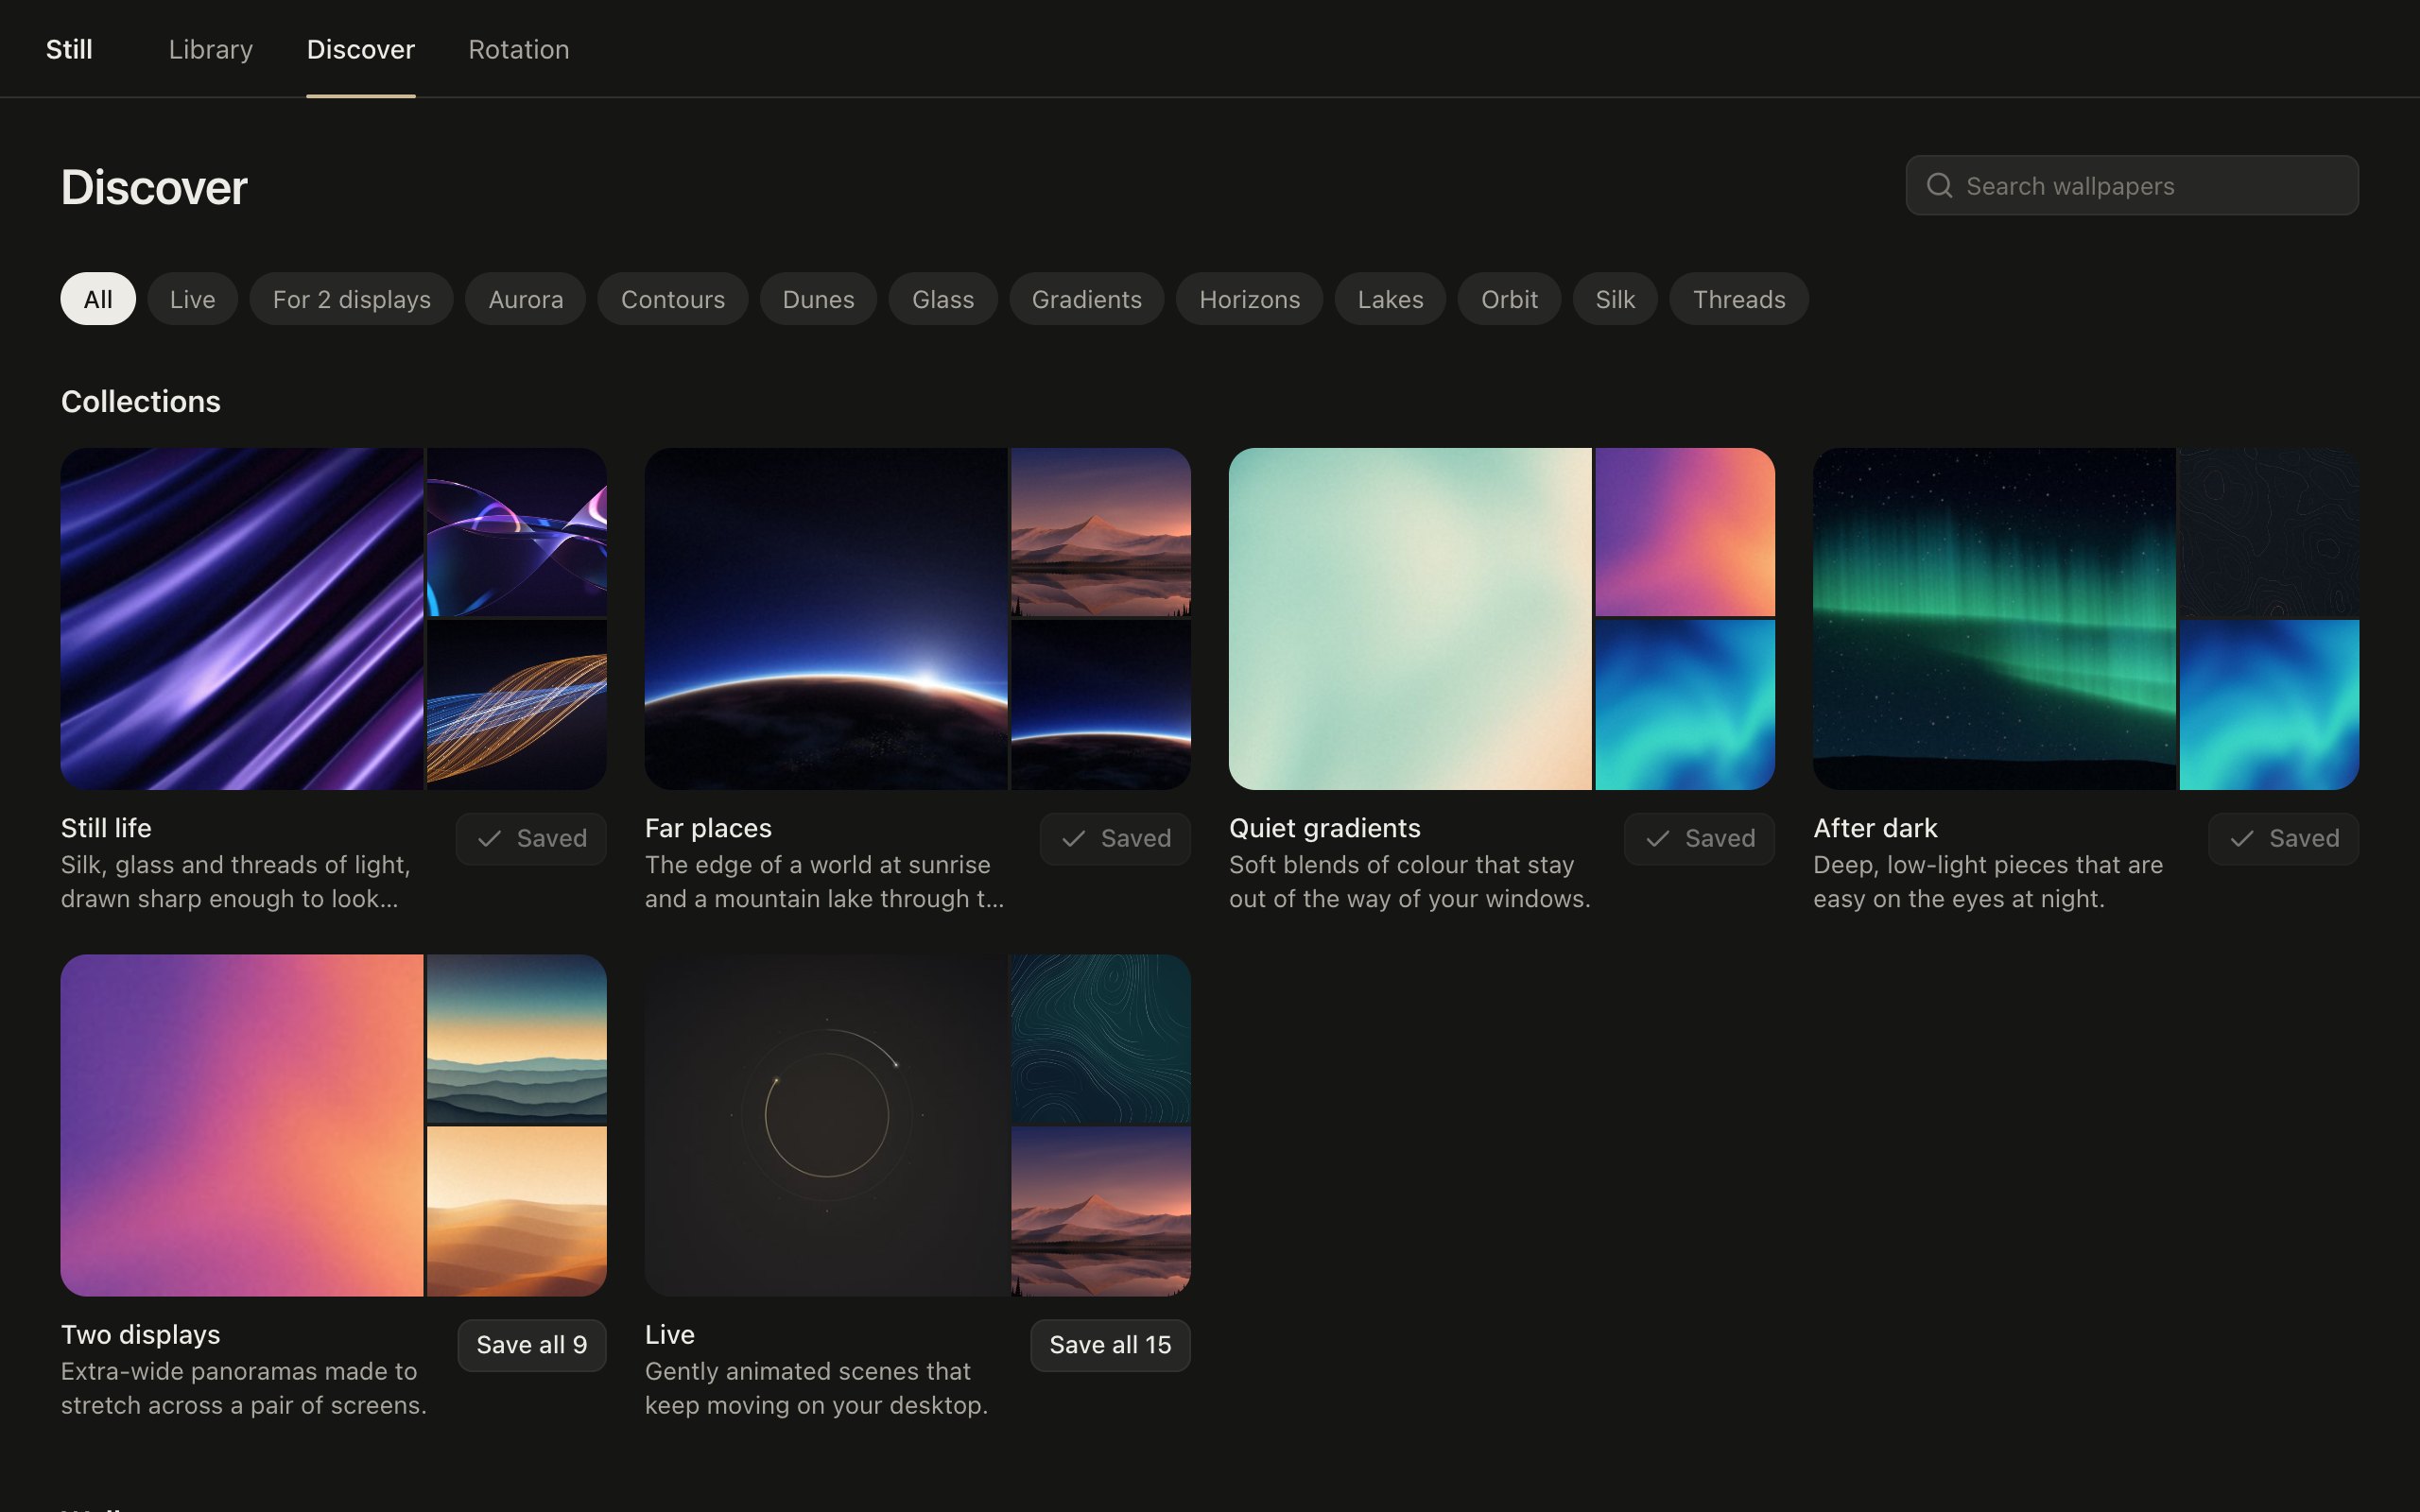 Still
Library
Discover
Rotation
Discover
Search wallpapers
All
Live
For 2 displays
Aurora
Contours
Dunes
Glass
Gradients
Horizons
Lakes
Orbit
Silk
Threads
Collections
Still life
Silk, glass and threads of light,
drawn sharp enough to look...
Saved
Far places
The edge of a world at sunrise
and a mountain lake through t...
Saved
Quiet gradients
Soft blends of colour that stay
out of the way of your windows.
Saved
After dark
Deep, low-light pieces that are
easy on the eyes at night.
Saved
Two displays
Extra-wide panoramas made to
stretch across a pair of screens.
Save all 9
Live
Gently animated scenes that
keep moving on your desktop.
Save all 15